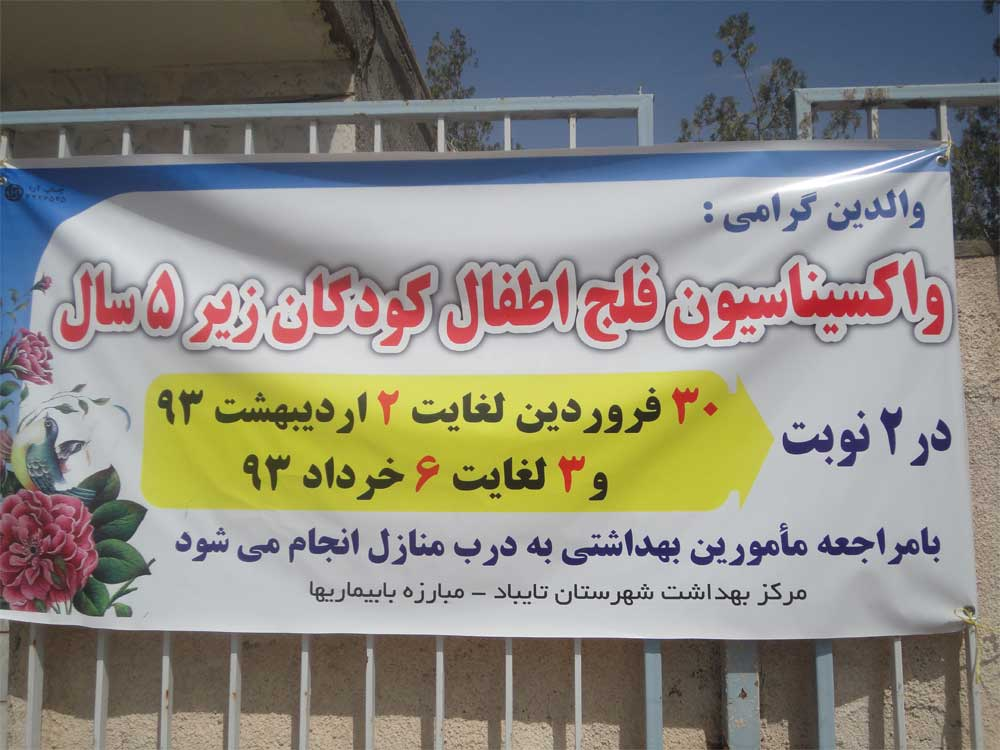 والدین گرامی :
واکسیناسیون فلج اطفال کودکان زیر ۵ سال
در ۲ نوبت
۳۰ فروردین لغایت ۲ اردیبهشت ۹۳
و ۳ لغایت ۶ خرداد ۹۳
بامراجعه مأمورین بهداشتی به درب منازل انجام می شود
مرکز بهداشت شهرستان تایباد - مبارزه بابیماریها